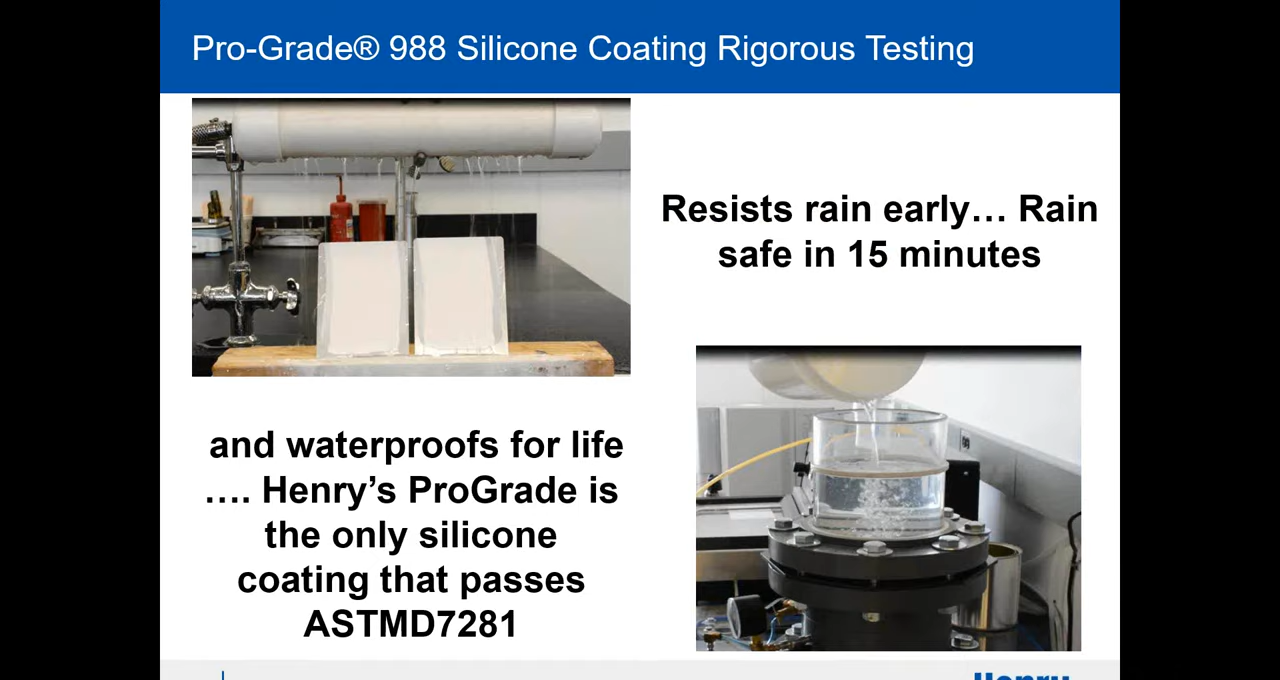 Pro-Grade® 988 Silicone Coating Rigorous Testing
Resists rain early... Rain
safe in 15 minutes
and waterproofs for life
.... Henry's ProGrade is
the only silicone
coating that passes
ASTMD7281
Henry